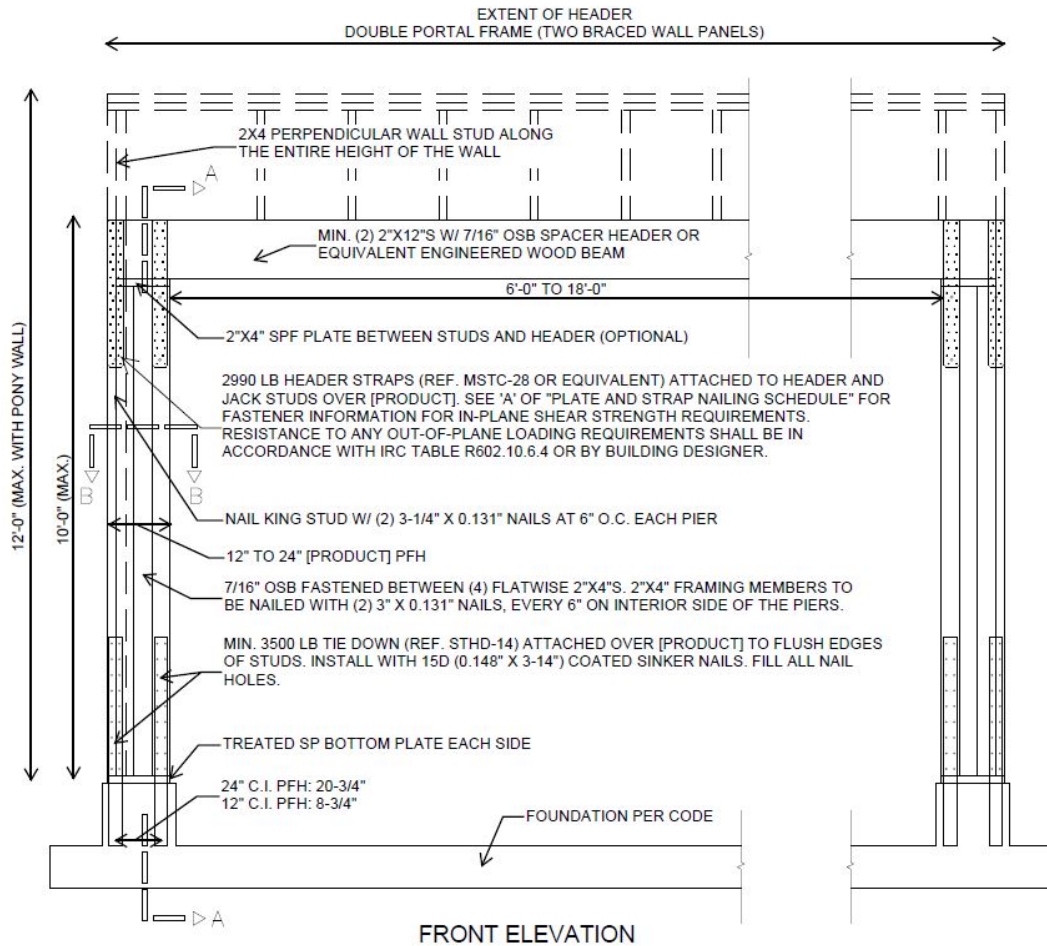 EXTENT OF HEADER
DOUBLE PORTAL FRAME (TWO BRACED WALL PANELS)
2X4 PERPENDICULAR WALL STUD ALONG
THE ENTIRE HEIGHT OF THE WALL
A
MIN. (2) 2"X12"S W/ 7/16" OSB SPACER HEADER OR
EQUIVALENT ENGINEERED WOOD BEAM
6'-0" TO 18'-0"
2"X4" SPF PLATE BETWEEN STUDS AND HEADER (OPTIONAL)
12'-0" (MAX. WITH PONY WALL)
10'-0" (MAX.)
2990 LB HEADER STRAPS (REF. MSTC-28 OR EQUIVALENT) ATTACHED TO HEADER AND
JACK STUDS OVER [PRODUCT]. SEE 'A' OF "PLATE AND STRAP NAILING SCHEDULE" FOR
FASTENER INFORMATION FOR IN-PLANE SHEAR STRENGTH REQUIREMENTS.
RESISTANCE TO ANY OUT-OF-PLANE LOADING REQUIREMENTS SHALL BE IN
ACCORDANCE WITH IRC TABLE R602.10.6.4 OR BY BUILDING DESIGNER.
B
B
NAIL KING STUD W/ (2) 3-1/4" X 0.131" NAILS AT 6" O.C. EACH PIER
12" TO 24" [PRODUCT] PFH
7/16" OSB FASTENED BETWEEN (4) FLATWISE 2"X4"S. 2"X4" FRAMING MEMBERS TO
BE NAILED WITH (2) 3" X 0.131" NAILS, EVERY 6" ON INTERIOR SIDE OF THE PIERS.
MIN. 3500 LB TIE DOWN (REF. STHD-14) ATTACHED OVER [PRODUCT] TO FLUSH EDGES
OF STUDS. INSTALL WITH 15D (0.148" X 3-14") COATED SINKER NAILS. FILL ALL NAIL
HOLES.
TREATED SP BOTTOM PLATE EACH SIDE
24" C.I. PFH: 20-3/4"
12" C.I. PFH: 8-3/4"
FOUNDATION PER CODE
A
FRONT ELEVATION